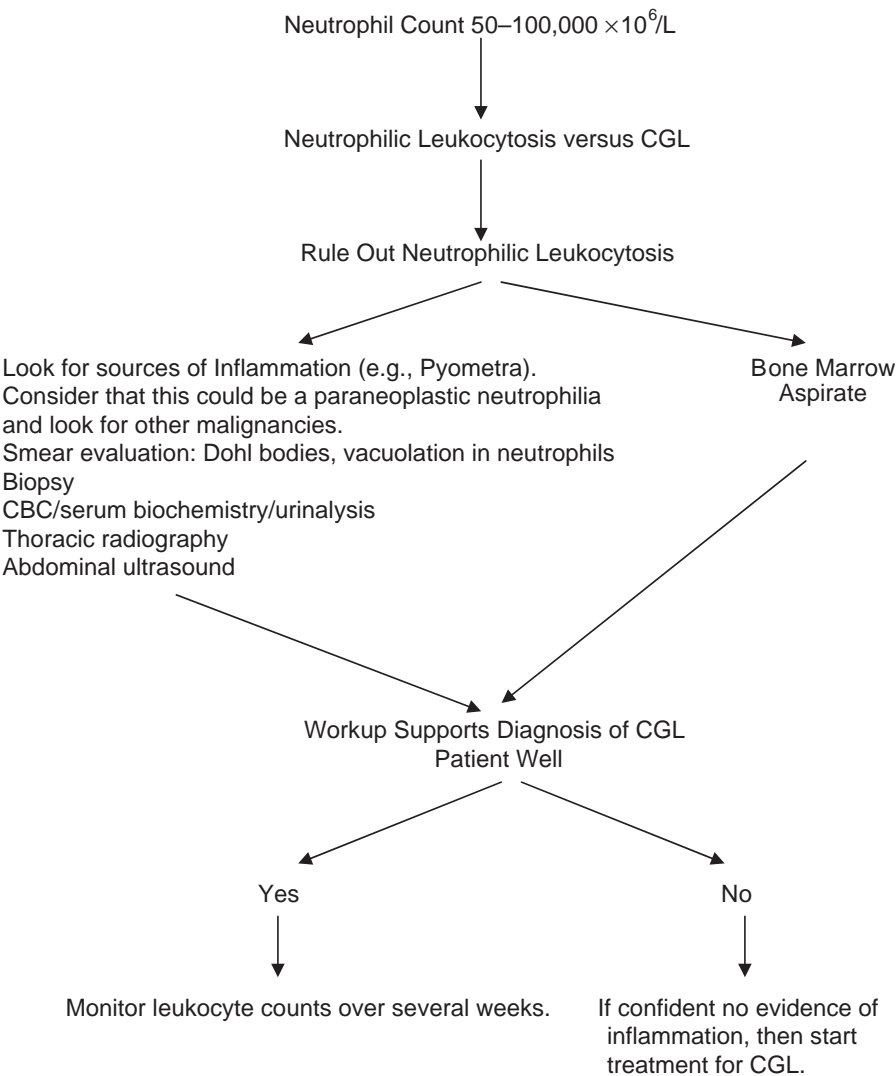 Neutrophil Count 50–100,000 ×10⁶/L
Neutrophilic Leukocytosis versus CGL
Rule Out Neutrophilic Leukocytosis
Look for sources of Inflammation (e.g., Pyometra).
Consider that this could be a paraneoplastic neutrophilia
and look for other malignancies.
Smear evaluation: Dohl bodies, vacuolation in neutrophils
Biopsy
CBC/serum biochemistry/urinalysis
Thoracic radiography
Abdominal ultrasound
Bone Marrow
Aspirate
Workup Supports Diagnosis of CGL
Patient Well
Yes
No
Monitor leukocyte counts over several weeks.
If confident no evidence of
inflammation, then start
treatment for CGL.